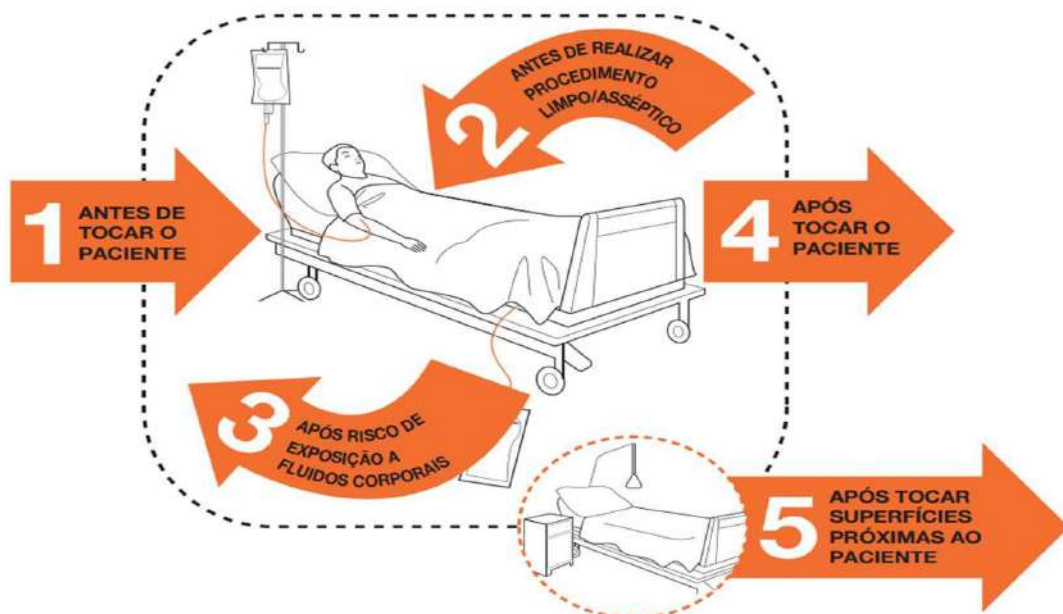 1 ANTES DE
TOCAR O
PACIENTE
2 ANTES DE REALIZAR
PROCEDIMENTO
LIMPO/ASSÉPTICO
3 APÓS RISCO DE
EXPOSIÇÃO A
FLUIDOS CORPORAIS
4 APÓS
TOCAR O
PACIENTE
5 APÓS TOCAR
SUPERFÍCIES
PRÓXIMAS AO
PACIENTE